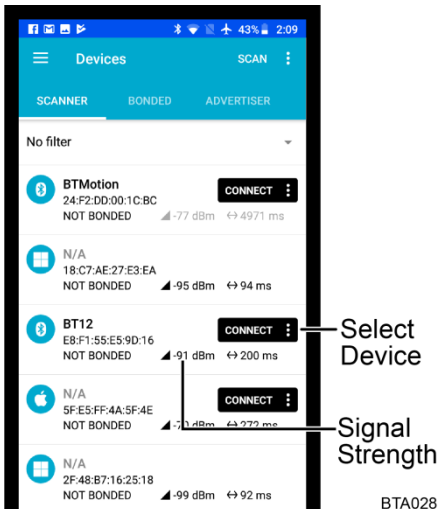 43% 2:09
Devices SCAN
SCANNER BONDED ADVERTISER
No filter
BTMotion
CONNECT
24:F2:DD:00:1C:BC
NOT BONDED -77 dBm 4971 ms
N/A
18:C7:AE:27:E3:EA
NOT BONDED -95 dBm 94 ms
BT12
CONNECT
E8:F1:55:E5:9D:16
NOT BONDED -91 dBm 200 ms
Select
Device
N/A
CONNECT
5F:E5:FF:4A:5F:4E
NOT BONDED -70 dBm 272 ms
Signal
Strength
N/A
2F:48:B7:16:25:18
NOT BONDED -99 dBm 92 ms
BTA028